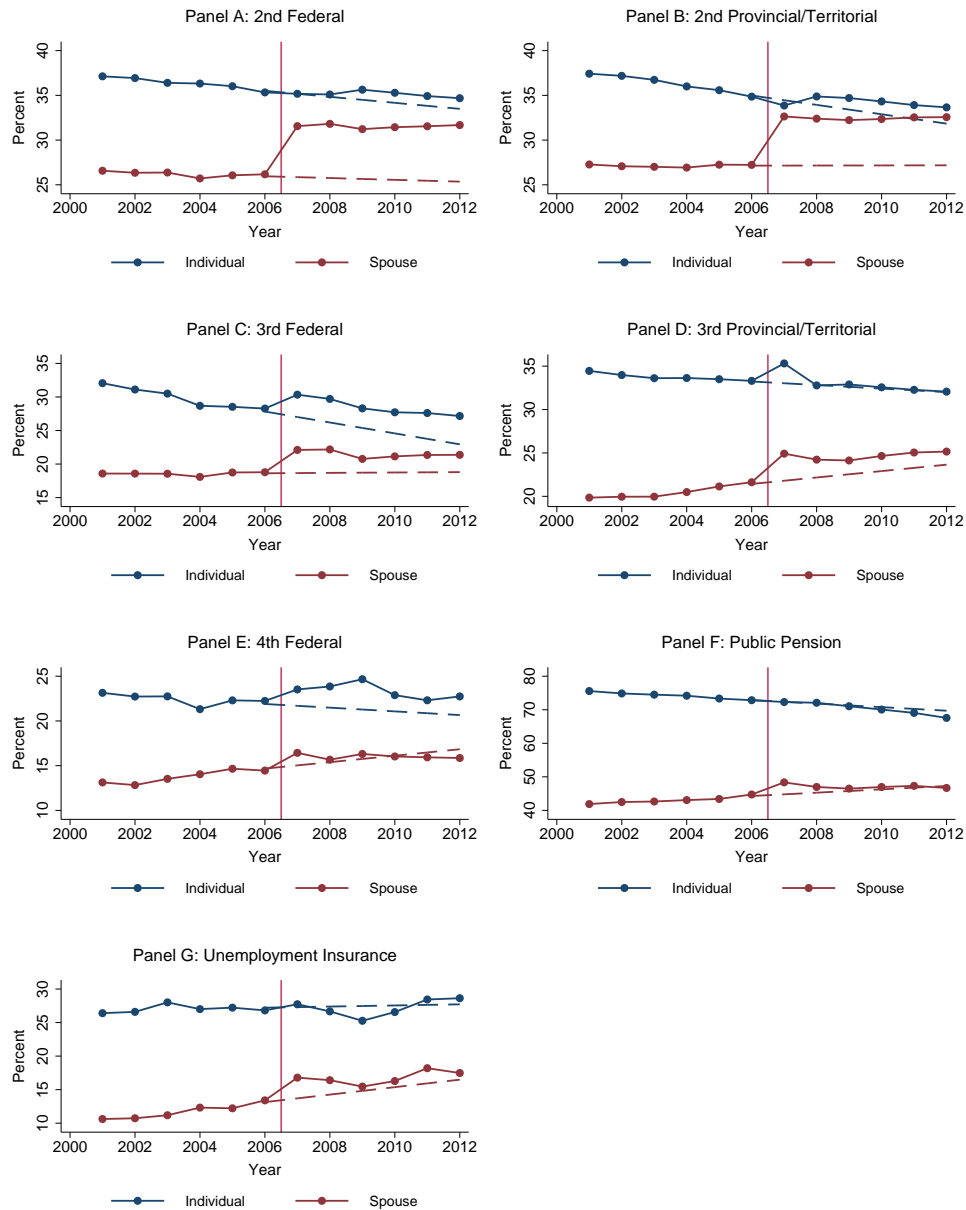 Panel A: 2nd Federal
Percent
40
35
30
25
2000 2002 2004 2006 2008 2010 2012
Year
Individual Spouse
Panel B: 2nd Provincial/Territorial
Percent
40
35
30
25
2000 2002 2004 2006 2008 2010 2012
Year
Individual Spouse
Panel C: 3rd Federal
Percent
35
30
25
20
15
2000 2002 2004 2006 2008 2010 2012
Year
Individual Spouse
Panel D: 3rd Provincial/Territorial
Percent
35
30
25
20
2000 2002 2004 2006 2008 2010 2012
Year
Individual Spouse
Panel E: 4th Federal
Percent
25
20
15
10
2000 2002 2004 2006 2008 2010 2012
Year
Individual Spouse
Panel F: Public Pension
Percent
80
70
60
50
40
2000 2002 2004 2006 2008 2010 2012
Year
Individual Spouse
Panel G: Unemployment Insurance
Percent
30
25
20
15
10
2000 2002 2004 2006 2008 2010 2012
Year
Individual Spouse